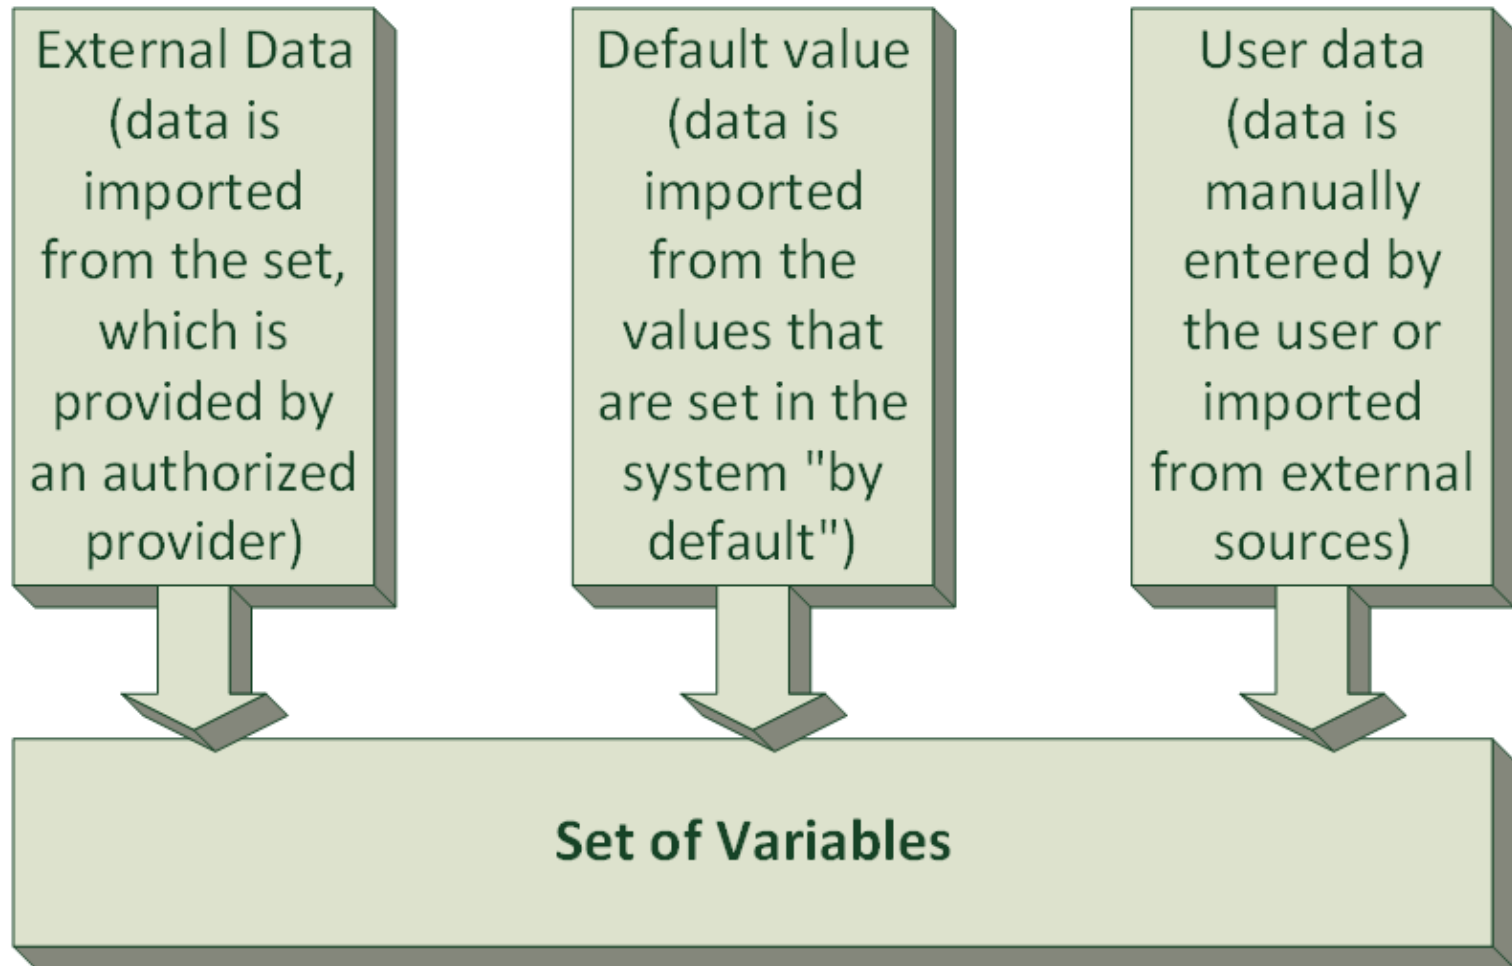 External Data
(data is
imported
from the set,
which is
provided by
an authorized
provider)
Default value
(data is
imported
from the
values that
are set in the
system "by
default")
User data
(data is
manually
entered by
the user or
imported
from external
sources)
Set of Variables